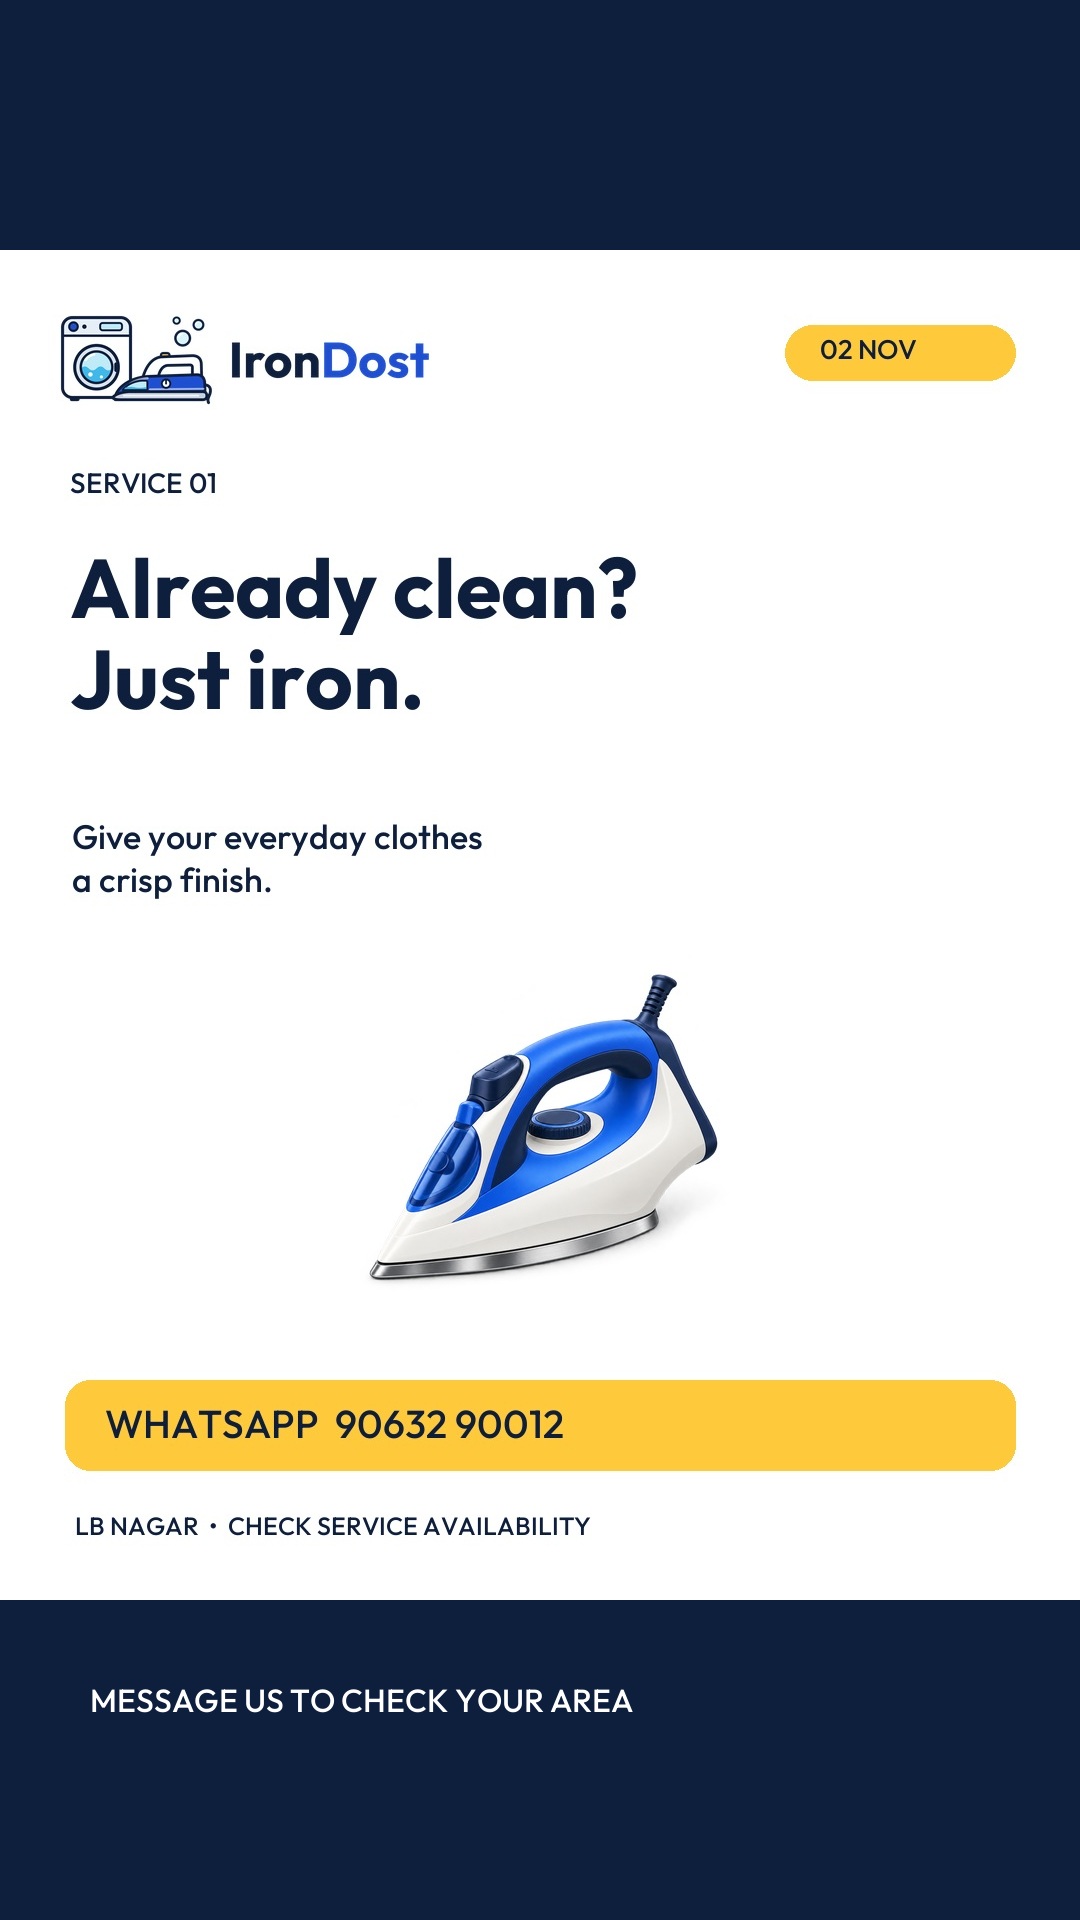 IronDost
02 NOV
SERVICE 01
Already clean?
Just iron.
Give your everyday clothes
a crisp finish.
WHATSAPP 90632 90012
LB NAGAR • CHECK SERVICE AVAILABILITY
MESSAGE US TO CHECK YOUR AREA